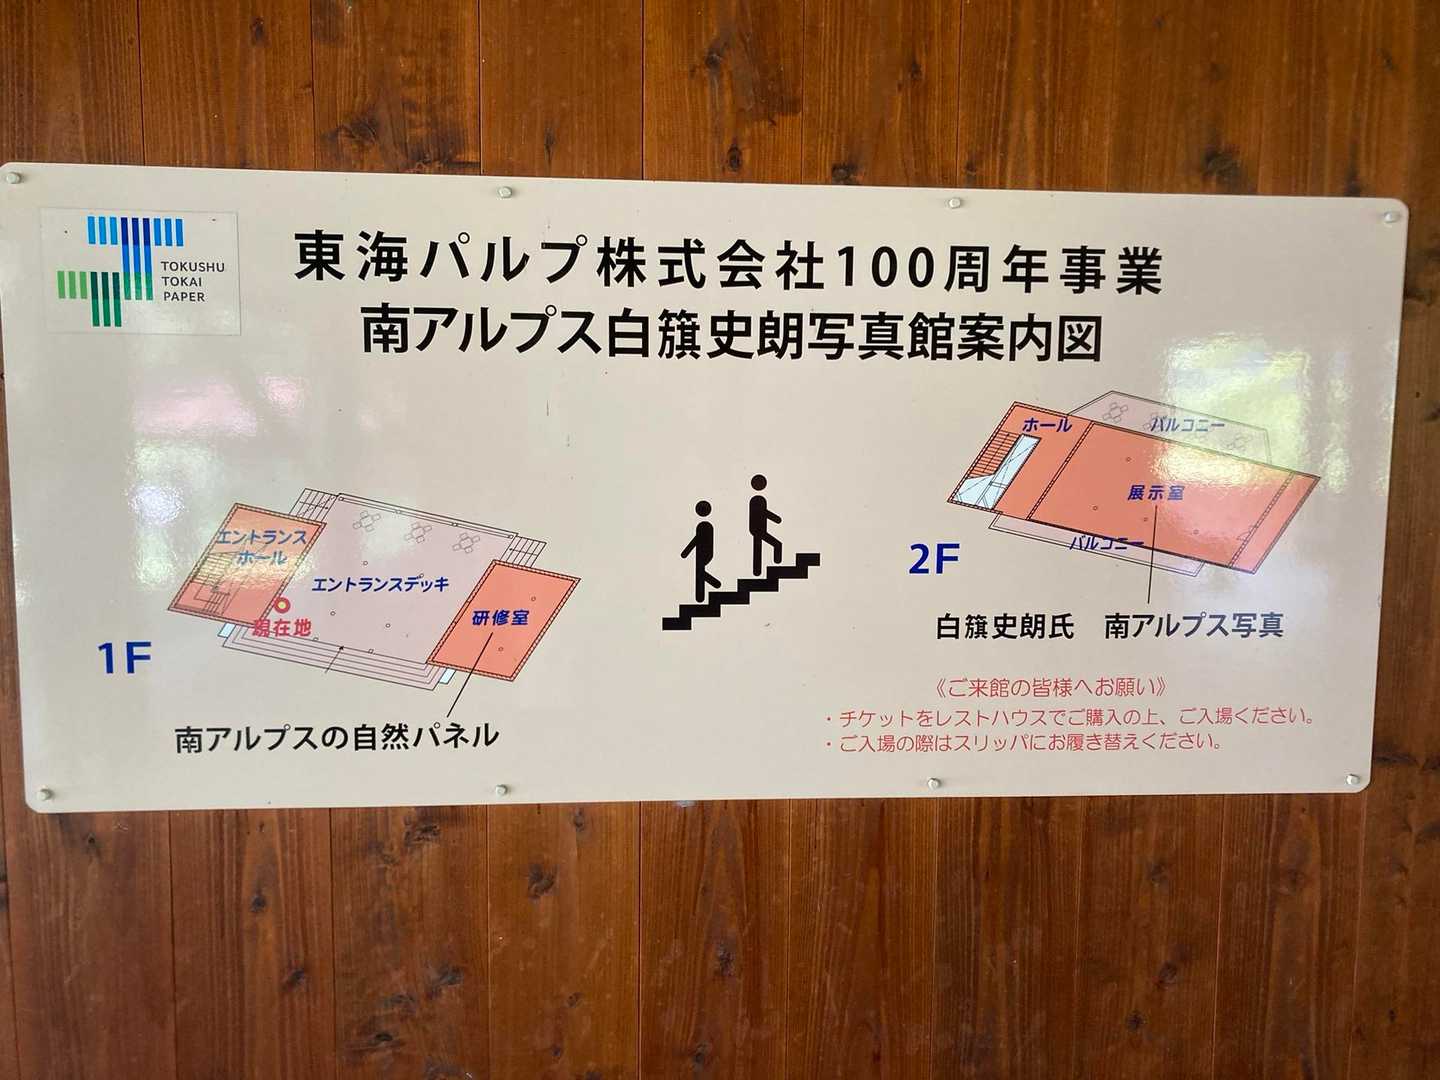 TOKUSHU
TOKAI
PAPER
東海パルプ株式会社100周年事業
南アルプス白籏史朗写真館案内図
エントランス
ホール
エントランスデッキ
現在地
研修室
1F
南アルプスの自然パネル
ホール
バルコニー
展示室
バルコニー
2F
白籏史朗氏 南アルプス写真
《ご来館の皆様へお願い》
・チケットをレストハウスでご購入の上、ご入場ください。
・ご入場の際はスリッパにお履き替えください。